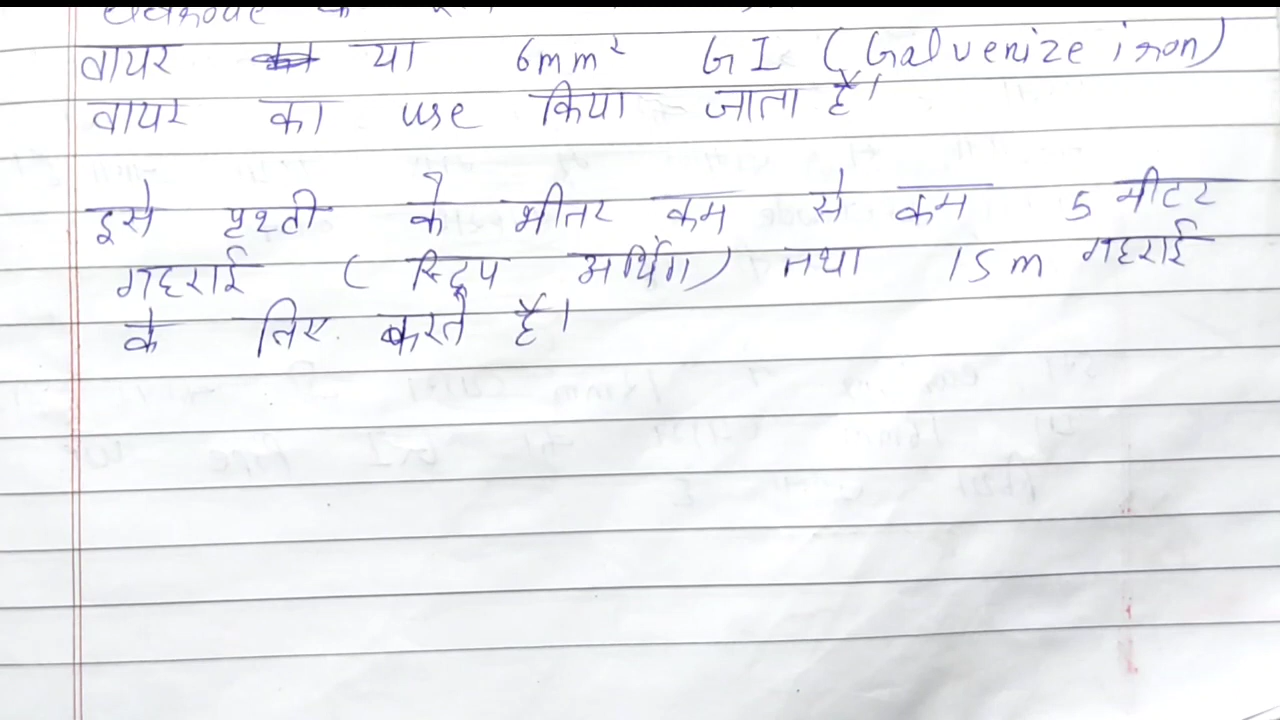 electrode के
वायर या 6mm² GI (Galvenize iron)
वायर का use किया जाता है।
इसे पृथ्वी के भीतर कम से कम 5 मीटर
गहराई ( स्ट्रिप अर्थिंग) तथा 15m गहराई
के लिए करते है।